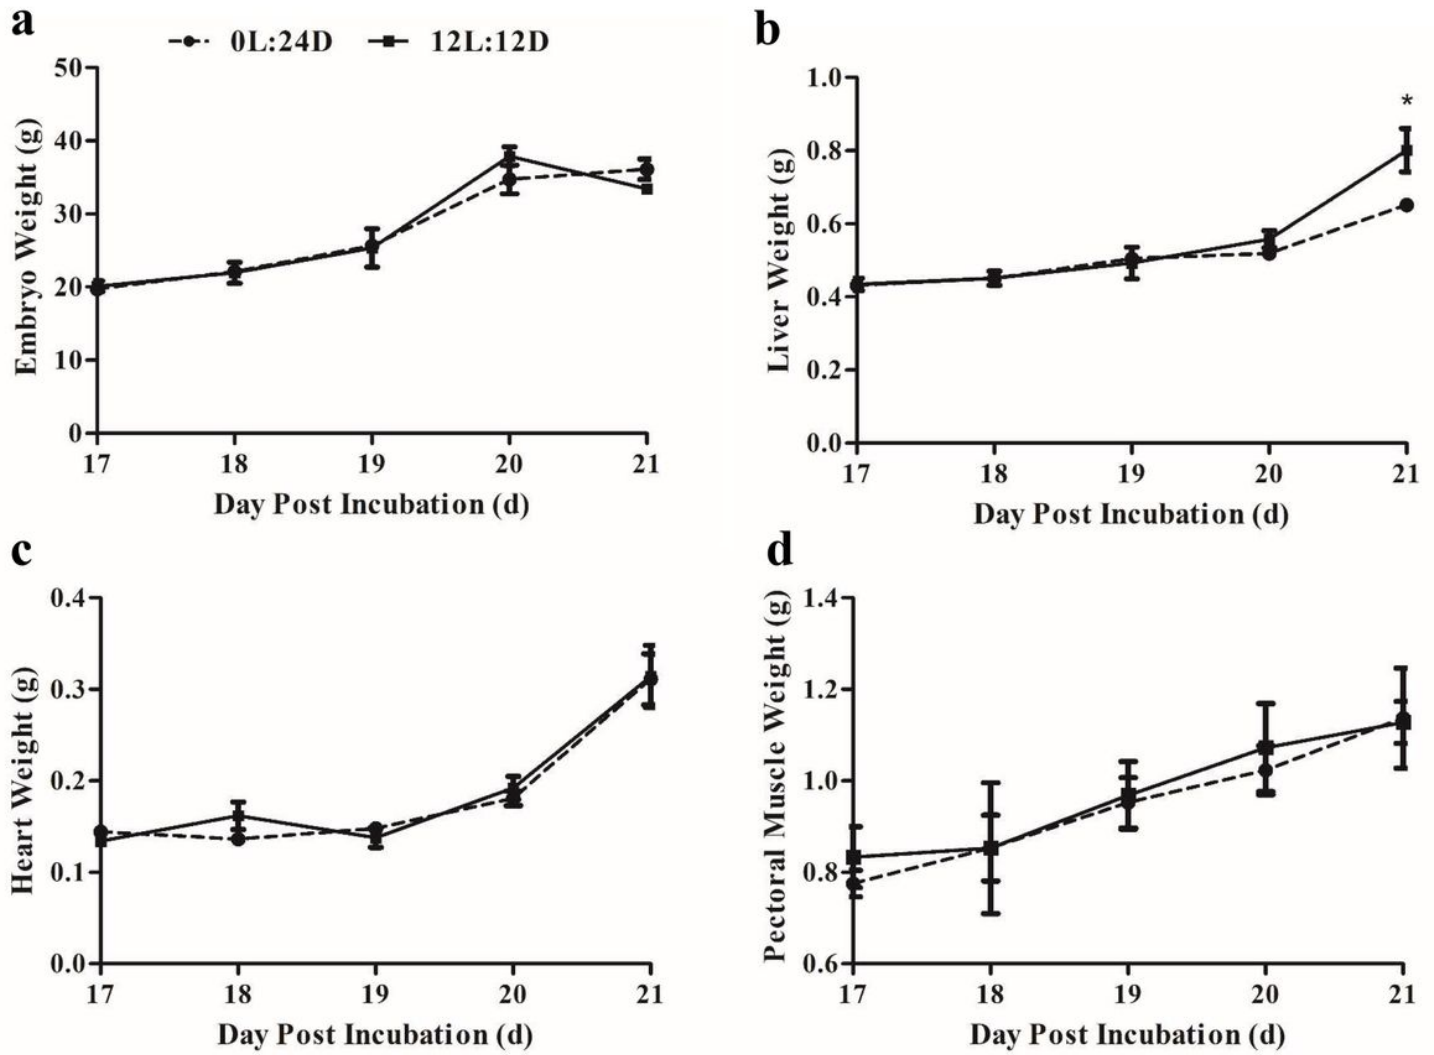 a
0L:24D 12L:12D
50
40
30
20
10
0
Embryo Weight (g)
17 18 19 20 21
Day Post Incubation (d)
b
1.0
0.8
0.6
0.4
0.2
0.0
Liver Weight (g)
*
17 18 19 20 21
Day Post Incubation (d)
c
0.4
0.3
0.2
0.1
0.0
Heart Weight (g)
17 18 19 20 21
Day Post Incubation (d)
d
1.4
1.2
1.0
0.8
0.6
Pectoral Muscle Weight (g)
17 18 19 20 21
Day Post Incubation (d)